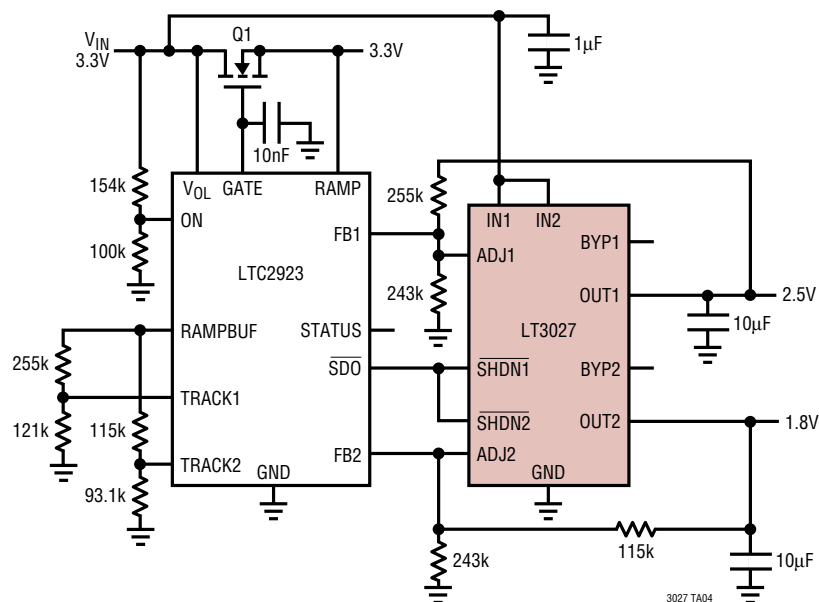 Q1
VIN
3.3V
3.3V
1µF
10nF
154k
VOL
GATE
RAMP
255k
IN1
IN2
ON
FB1
BYP1
ADJ1
100k
LTC2923
243k
OUT1
2.5V
RAMPBUF
STATUS
LT3027
10µF
255k
SDO
SHDN1
BYP2
TRACK1
121k
115k
SHDN2
OUT2
1.8V
TRACK2
GND
FB2
ADJ2
GND
93.1k
243k
115k
10µF
3027 TA04